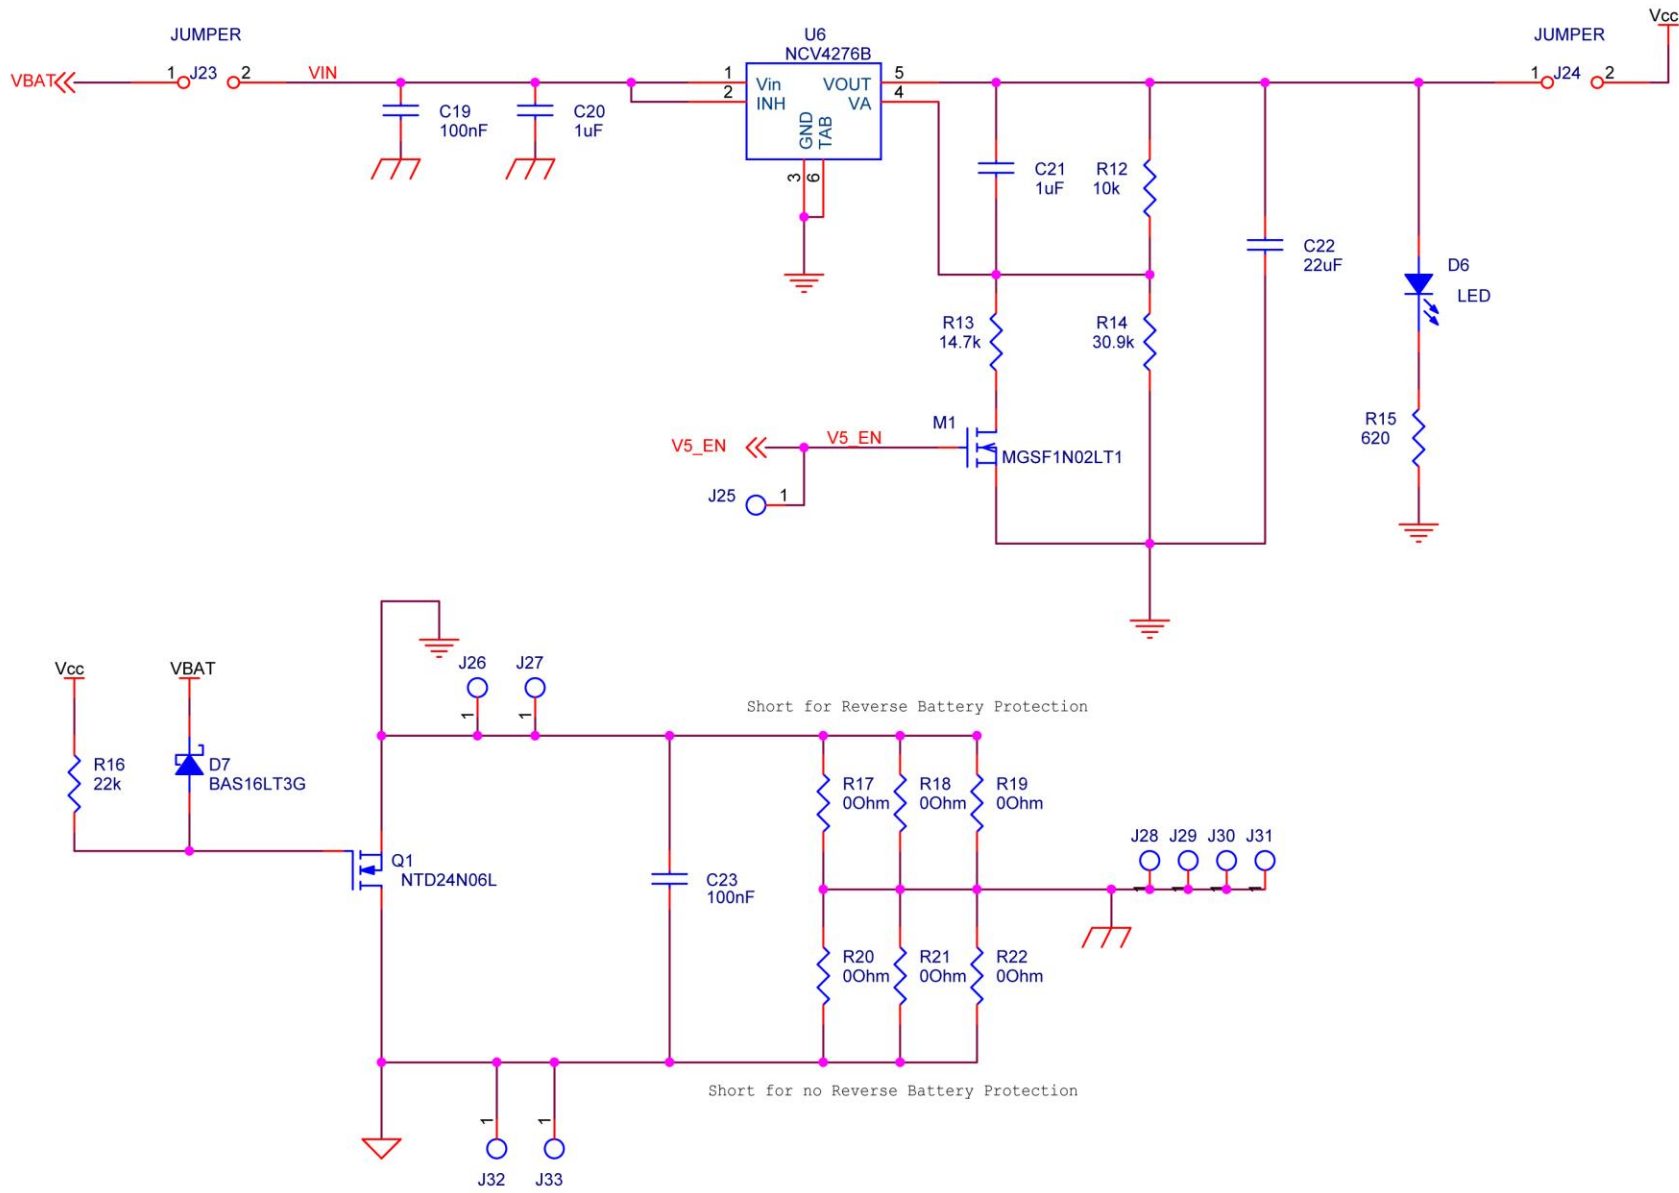 JUMPER
U6
NCV4276B
JUMPER
Vcc
VBAT
1
J23
2
VIN
1
2
Vin
INH
VOUT
VA
GND
TAB
5
4
3
6
1
J24
2
C19
100nF
C20
1uF
C21
1uF
R12
10k
C22
22uF
D6
LED
R13
14.7k
R14
30.9k
R15
620
M1
MGSF1N02LT1
V5_EN
V5_EN
J25
1
Vcc
VBAT
J26
J27
1
1
Short for Reverse Battery Protection
R16
22k
D7
BAS16LT3G
R17
0Ohm
R18
0Ohm
R19
0Ohm
Q1
NTD24N06L
C23
100nF
J28
J29
J30
J31
1
1
1
1
R20
0Ohm
R21
0Ohm
R22
0Ohm
Short for no Reverse Battery Protection
1
1
J32
J33